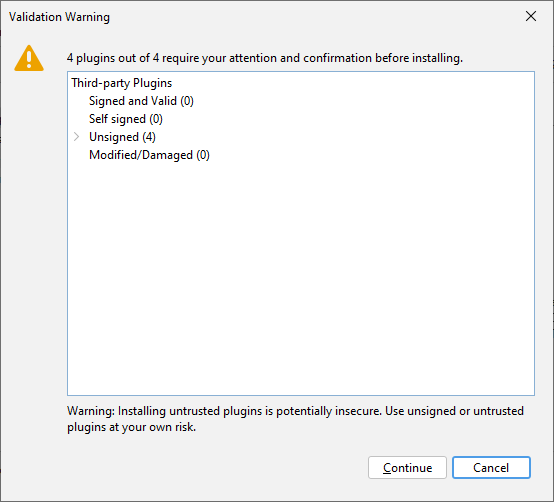 Validation Warning
4 plugins out of 4 require your attention and confirmation before installing.
Third-party Plugins
Signed and Valid (0)
Self signed (0)
Unsigned (4)
Modified/Damaged (0)
Warning: Installing untrusted plugins is potentially insecure. Use unsigned or untrusted
plugins at your own risk.
Continue
Cancel